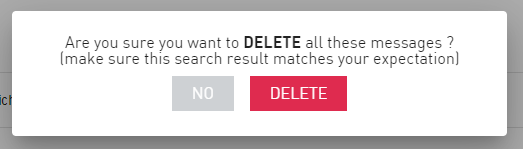 Are you sure you want to DELETE all these messages ?
(make sure this search result matches your expectation)
NO DELETE